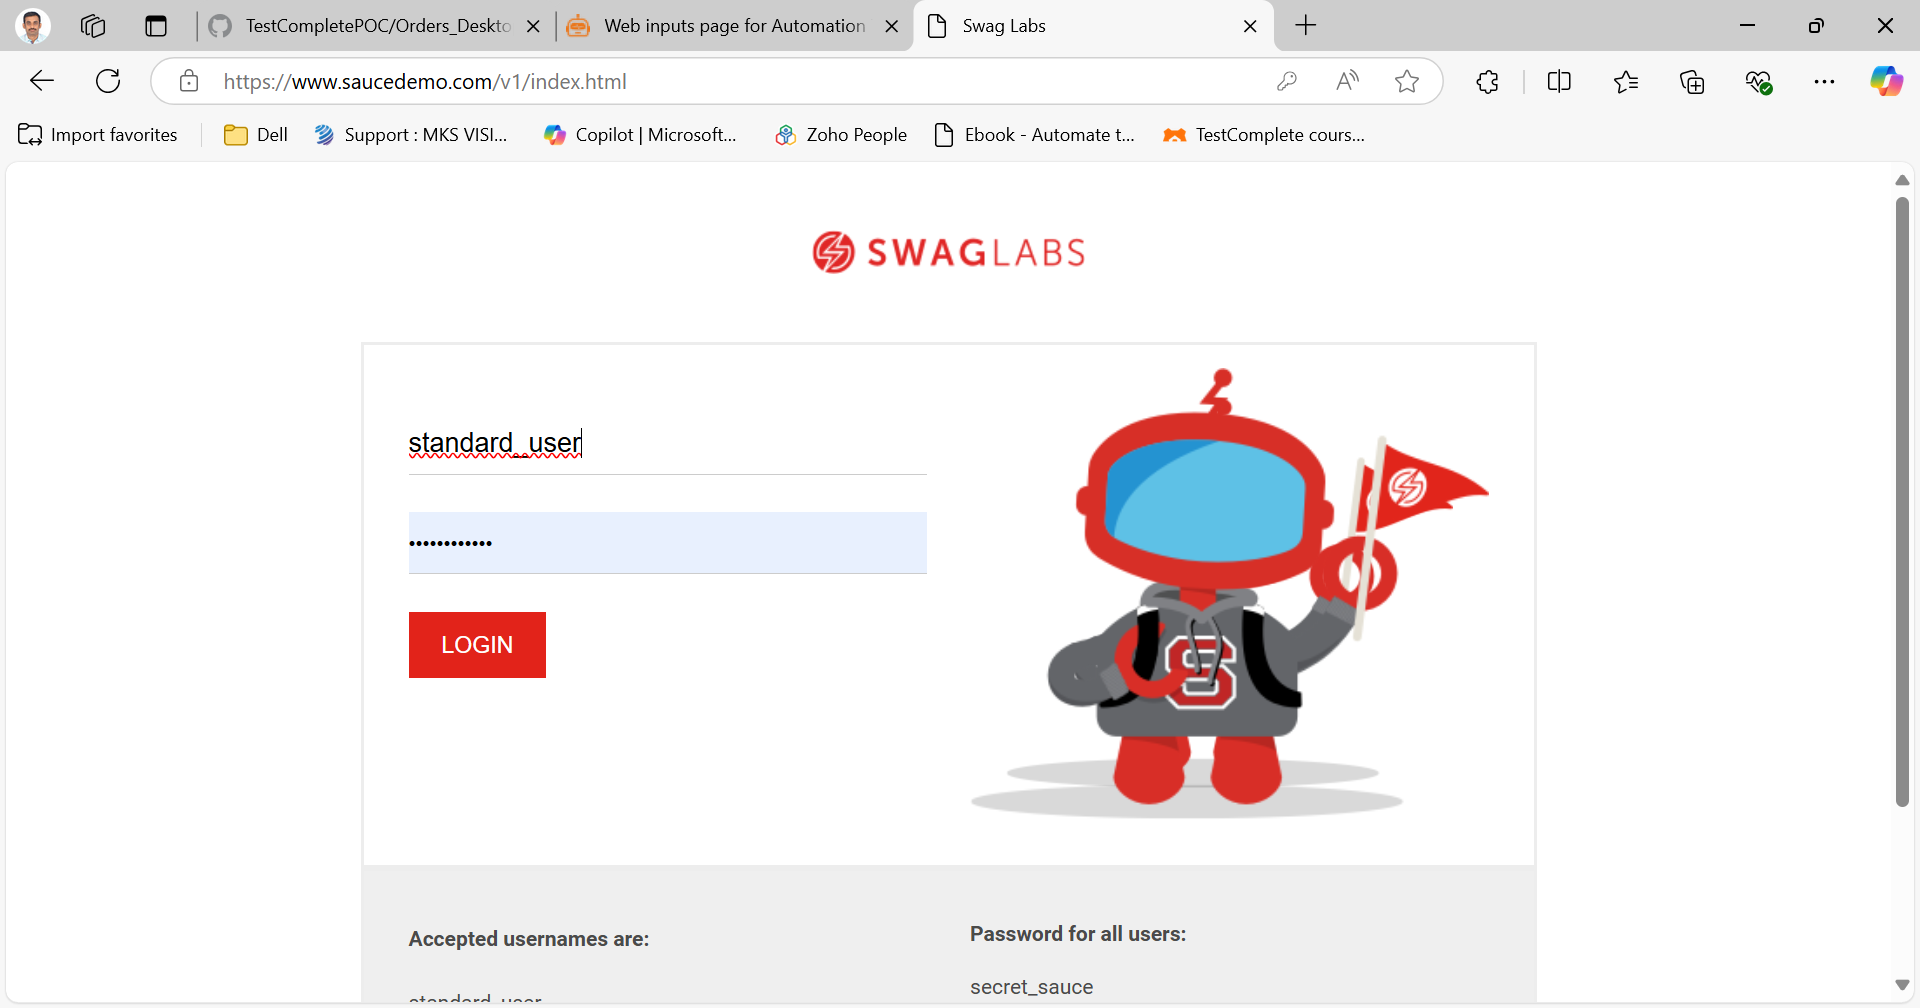 TestCompletePOC/Orders_Deskto
Web inputs page for Automation
Swag Labs
https://www.saucedemo.com/v1/index.html
Import favorites
Dell
Support : MKS VISI...
Copilot | Microsoft...
Zoho People
Ebook - Automate t...
TestComplete cours...
SWAGLABS
standard_user
••••••••••••
LOGIN
S
Accepted usernames are:
Password for all users:
standard_user
secret_sauce